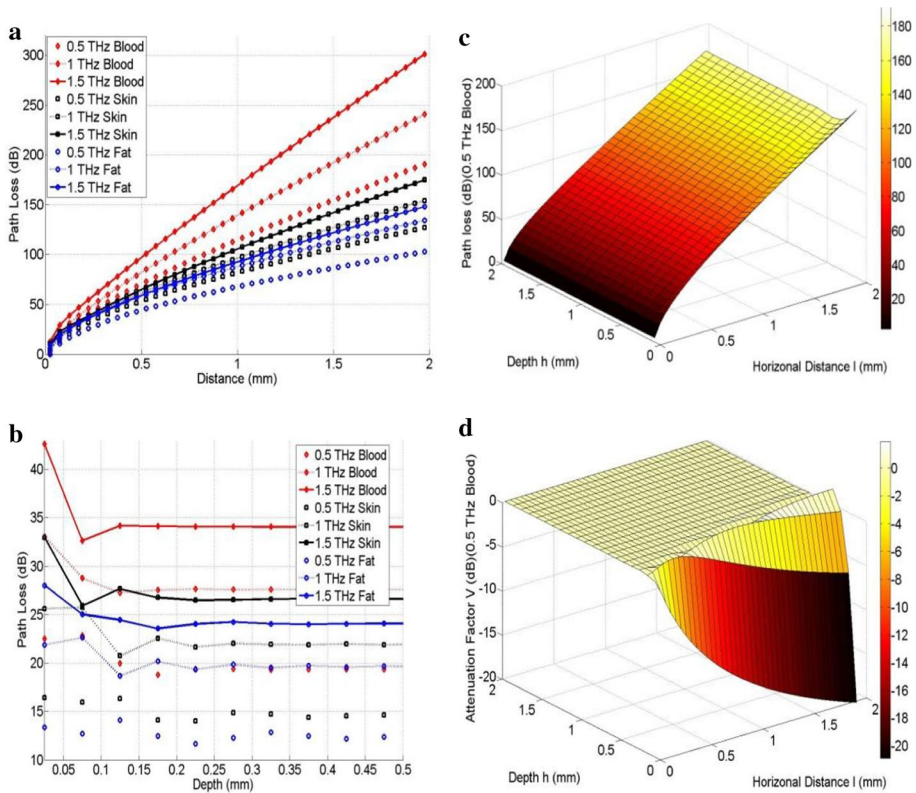 a
300
250
200
150
100
50
0
Path Loss (dB)
0.5 THz Blood
1 THz Blood
1.5 THz Blood
0.5 THz Skin
1 THz Skin
1.5 THz Skin
0.5 THz Fat
1 THz Fat
1.5 THz Fat
0 0.5 1 1.5 2
Distance (mm)
c
200
150
100
50
0
Path loss (dB)(0.5 THz Blood)
2 1.5 1 0.5 0
Depth h (mm)
0 0.5 1 1.5 2
Horizonal Distance l (mm)
180
160
140
120
100
80
60
40
20
b
40
35
30
25
20
15
10
Path Loss (dB)
0.5 THz Blood
1 THz Blood
1.5 THz Blood
0.5 THz Skin
1 THz Skin
1.5 THz Skin
0.5 THz Fat
1 THz Fat
1.5 THz Fat
0.05 0.1 0.15 0.2 0.25 0.3 0.35 0.4 0.45 0.5
Depth (mm)
d
0
-5
-10
-15
-20
Attenuation Factor V (dB)(0.5 THz Blood)
2 1.5 1 0.5 0
Depth h (mm)
0 0.5 1 1.5 2
Horizonal Distance l (mm)
0
-2
-4
-6
-8
-10
-12
-14
-16
-18
-20